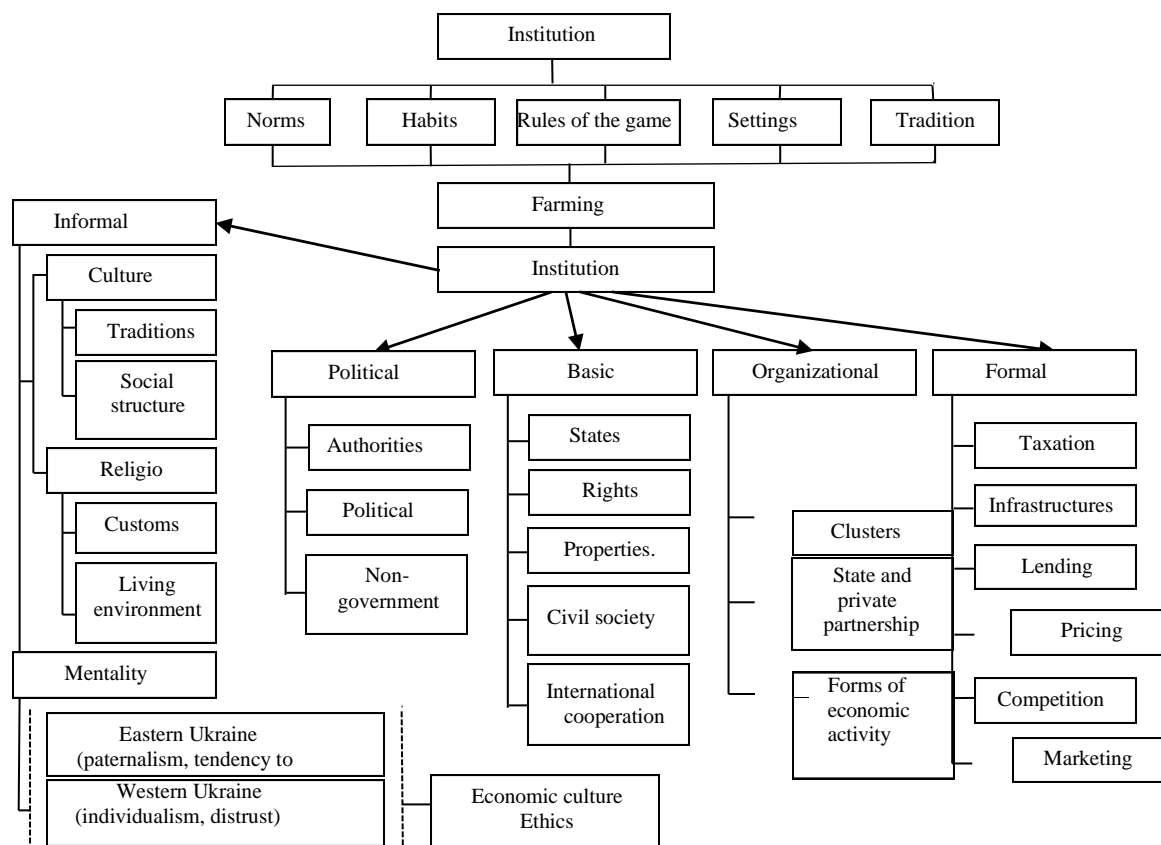 Institution
Norms
Habits
Rules of the game
Settings
Tradition
Farming
Institution
Informal
Culture
Traditions
Social
structure
Religio
Customs
Living
environment
Mentality
Eastern Ukraine
(paternalism, tendency to
Western Ukraine
(individualism, distrust)
Economic culture
Ethics
Political
Authorities
Political
Non-
government
Basic
States
Rights
Properties.
Civil society
International
cooperation
Organizational
Clusters
State and
private
partnership
Forms of
economic
activity
Formal
Taxation
Infrastructures
Lending
Pricing
Competition
Marketing